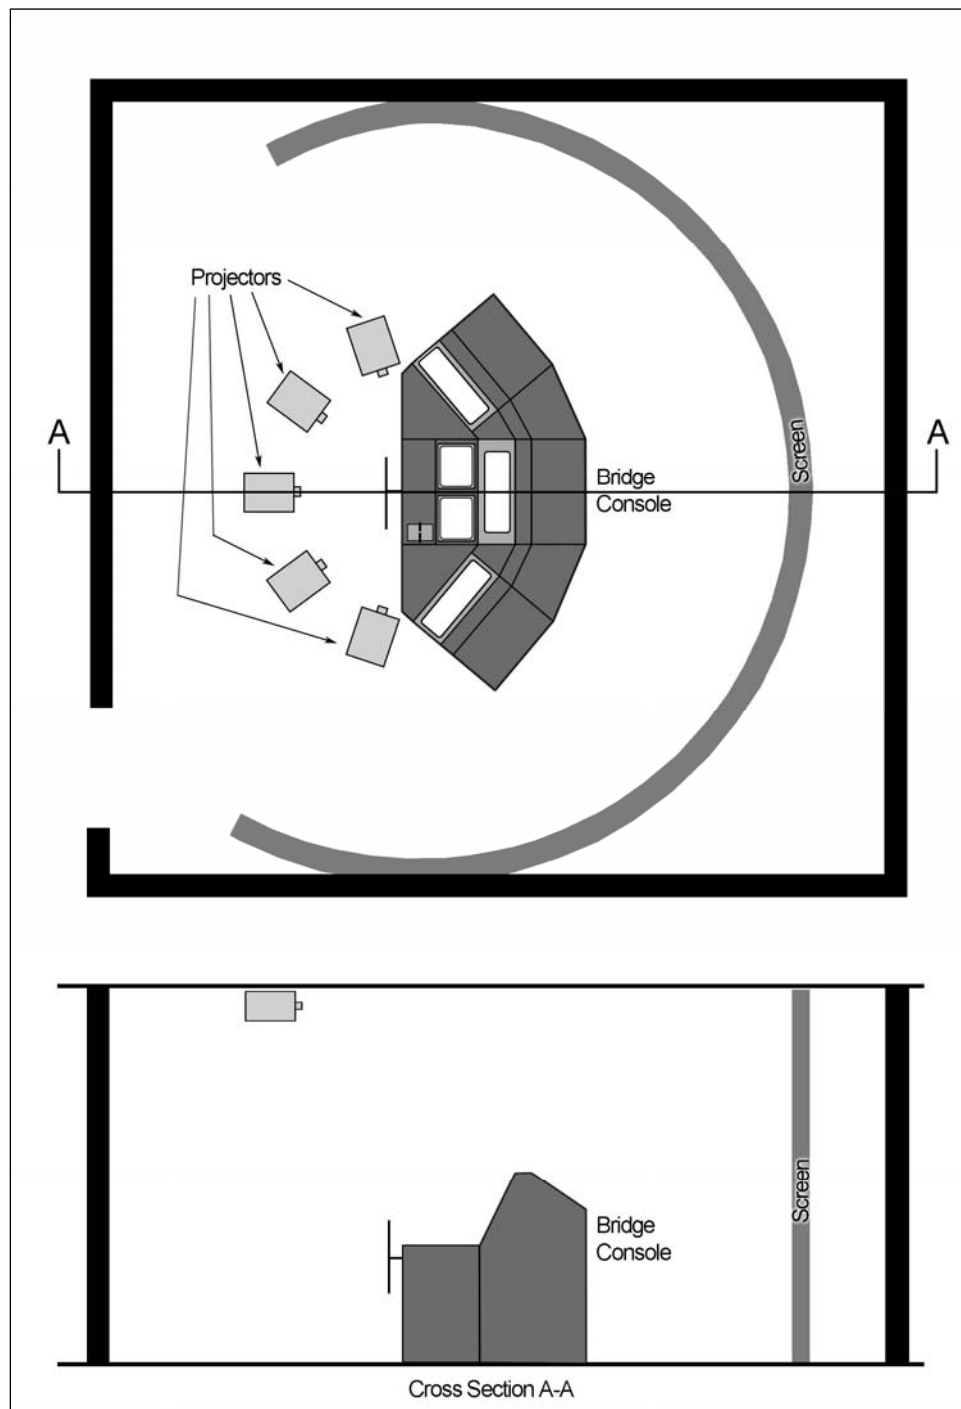 Projectors
A
A
Screen
Bridge
Console
Screen
Bridge
Console
Cross Section A-A